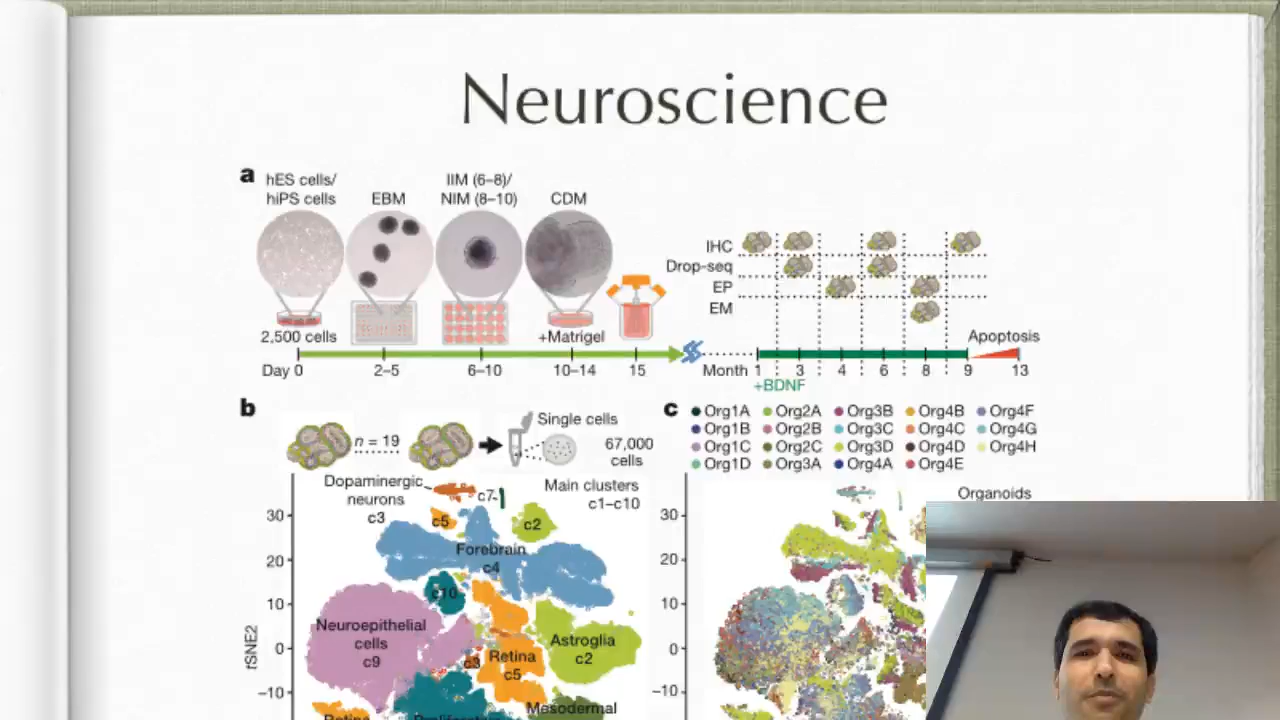 Neuroscience
a
hES cells/
hiPS cells
EBM
IIM (6–8)/
NIM (8–10)
CDM
2,500 cells
+Matrigel
Day 0
2–5
6–10
10–14
15
IHC
Drop-seq
EP
EM
Apoptosis
Month 1 3 4 6 8 9 13
+BDNF
b
n = 19
Single cells
67,000
cells
Dopaminergic
neurons
c3
c7
Main clusters
c1–c10
c5
c2
Forebrain
c4
c10
Neuroepithelial
cells
c9
Astroglia
c2
c3
Retina
c5
Mesodermal
Retina
30
20
10
0
–10
tSNE2
c
Org1A Org2A Org3B Org4B Org4F
Org1B Org2B Org3C Org4C Org4G
Org1C Org2C Org3D Org4D Org4H
Org1D Org3A Org4A Org4E
Organoids
30
20
10
0
–10